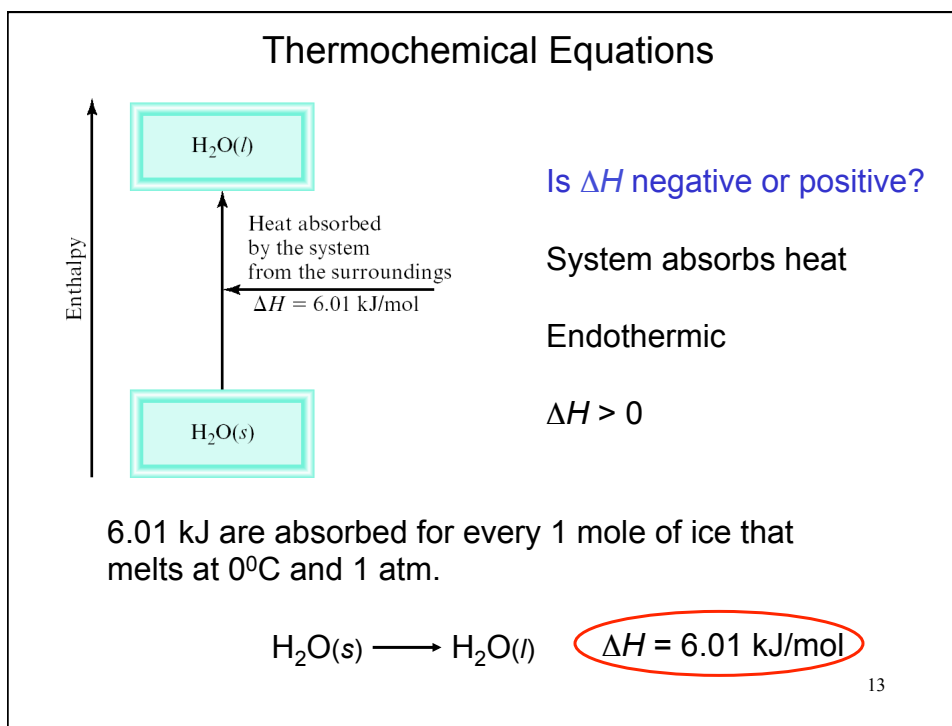 Thermochemical Equations
Enthalpy
H₂O(l)
Heat absorbed
by the system
from the surroundings
ΔH = 6.01 kJ/mol
H₂O(s)
Is ΔH negative or positive?
System absorbs heat
Endothermic
ΔH > 0
6.01 kJ are absorbed for every 1 mole of ice that
melts at 0⁰C and 1 atm.
H₂O(s) ⟶ H₂O(l) ΔH = 6.01 kJ/mol
13